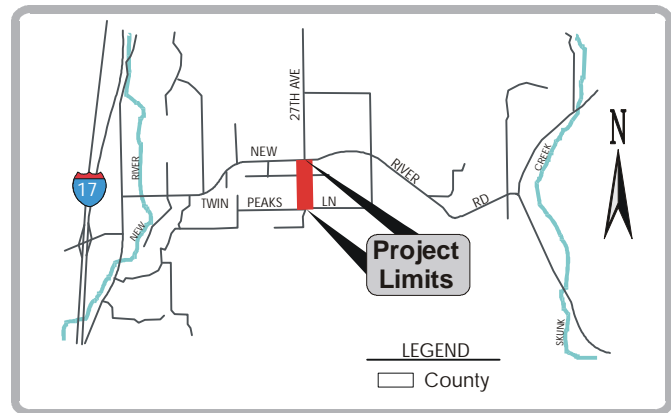 27TH AVE
N
NEW
RIVER
CREEK
17
RIVER
TWIN PEAKS LN
RD
NEW
Project
Limits
SKUNK
LEGEND
County